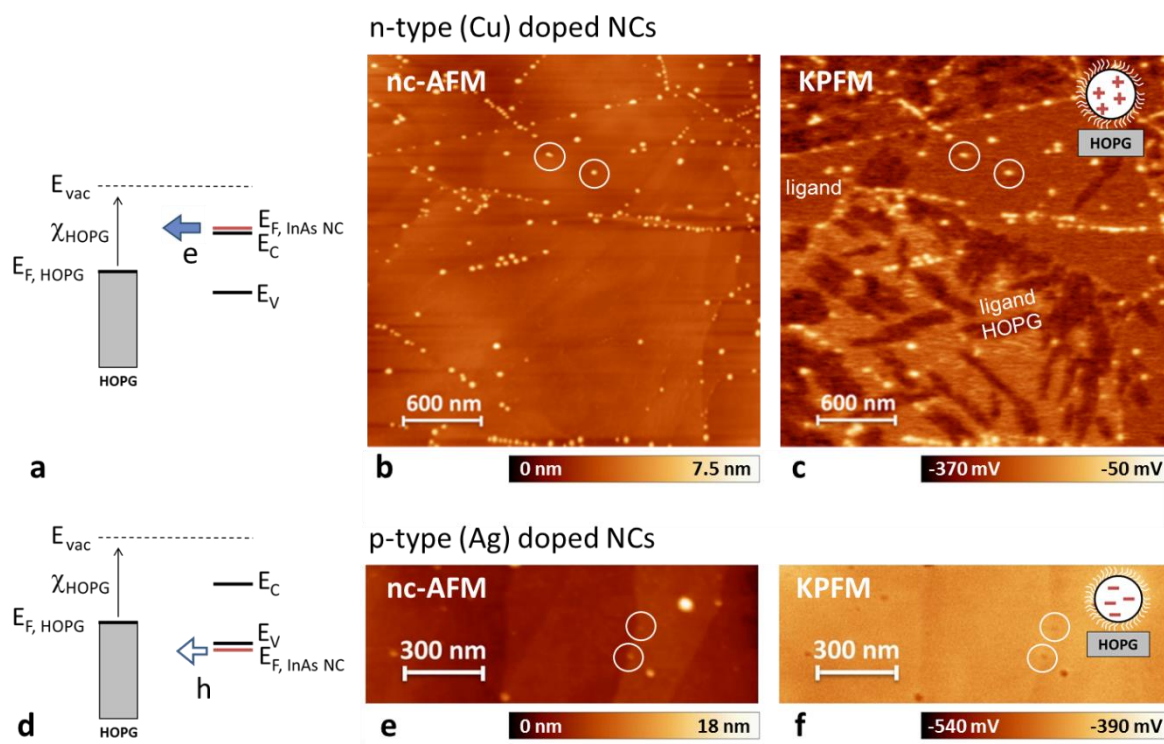 n-type (Cu) doped NCs
E_vac
χ_HOPG
E_F, HOPG
HOPG
e
E_F, InAs NC
E_C
E_V
a
nc-AFM
600 nm
b
0 nm 7.5 nm
KPFM
HOPG
ligand
ligand
HOPG
600 nm
c
-370 mV -50 mV
p-type (Ag) doped NCs
E_vac
χ_HOPG
E_F, HOPG
HOPG
E_C
E_V
E_F, InAs NC
h
d
nc-AFM
300 nm
e
0 nm 18 nm
KPFM
HOPG
300 nm
f
-540 mV -390 mV